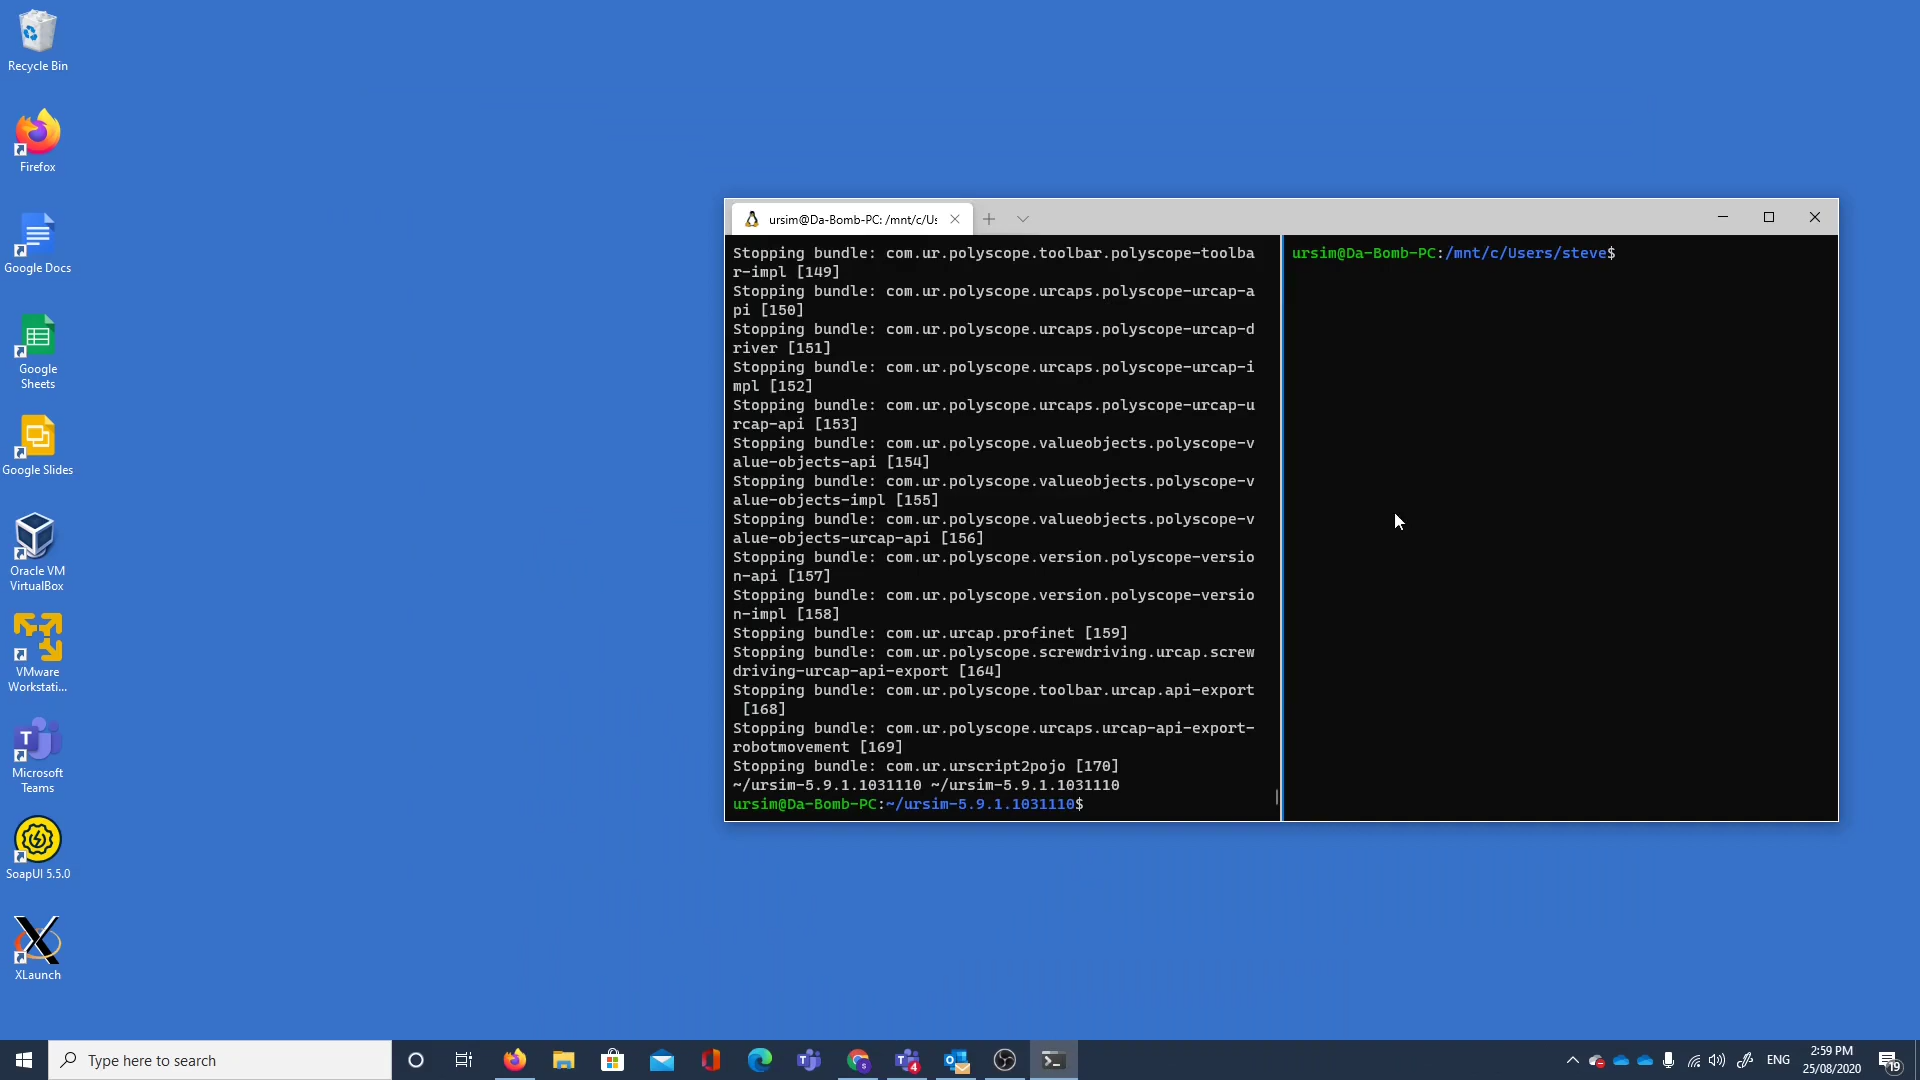 Recycle Bin
Firefox
Google Docs
Google
Sheets
Google Slides
Oracle VM
VirtualBox
VMware
Workstati...
Microsoft
Teams
SoapUI 5.5.0
XLaunch
ursim@Da-Bomb-PC: /mnt/c/Us
Stopping bundle: com.ur.polyscope.toolbar.polyscope-toolba
r-impl [149]
Stopping bundle: com.ur.polyscope.urcaps.polyscope-urcap-a
pi [150]
Stopping bundle: com.ur.polyscope.urcaps.polyscope-urcap-d
river [151]
Stopping bundle: com.ur.polyscope.urcaps.polyscope-urcap-i
mpl [152]
Stopping bundle: com.ur.polyscope.urcaps.polyscope-urcap-u
rcap-api [153]
Stopping bundle: com.ur.polyscope.valueobjects.polyscope-v
alue-objects-api [154]
Stopping bundle: com.ur.polyscope.valueobjects.polyscope-v
alue-objects-impl [155]
Stopping bundle: com.ur.polyscope.valueobjects.polyscope-v
alue-objects-urcap-api [156]
Stopping bundle: com.ur.polyscope.version.polyscope-versio
n-api [157]
Stopping bundle: com.ur.polyscope.version.polyscope-versio
n-impl [158]
Stopping bundle: com.ur.urcap.profinet [159]
Stopping bundle: com.ur.polyscope.screwdriving.urcap.screw
driving-urcap-api-export [164]
Stopping bundle: com.ur.polyscope.toolbar.urcap.api-export
[168]
Stopping bundle: com.ur.polyscope.urcaps.urcap-api-export-
robotmovement [169]
Stopping bundle: com.ur.urscript2pojo [170]
~/ursim-5.9.1.1031110 ~/ursim-5.9.1.1031110
ursim@Da-Bomb-PC:~/ursim-5.9.1.1031110$
ursim@Da-Bomb-PC:/mnt/c/Users/steve$
Type here to search
4
ENG
2:59 PM
25/08/2020
19